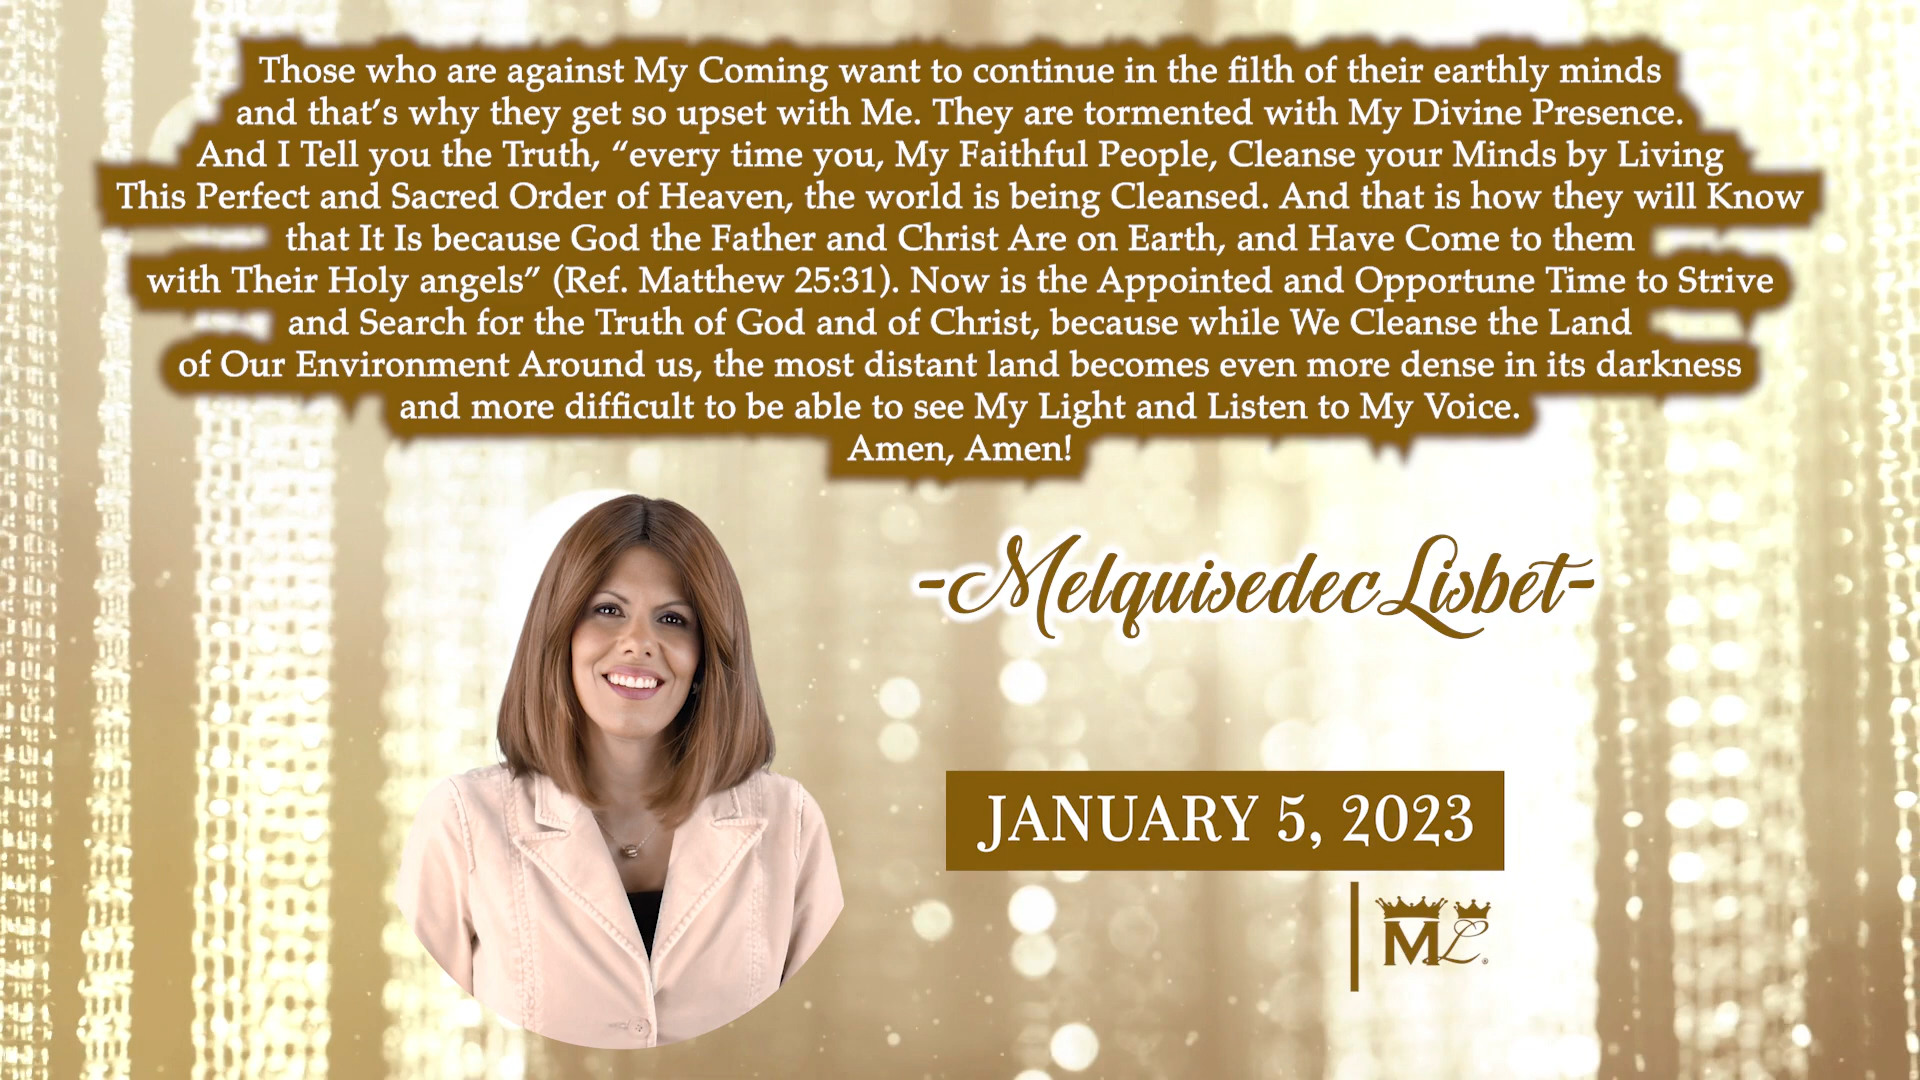 Those who are against My Coming want to continue in the filth of their earthly minds
and that’s why they get so upset with Me. They are tormented with My Divine Presence.
And I Tell you the Truth, “every time you, My Faithful People, Cleanse your Minds by Living
This Perfect and Sacred Order of Heaven, the world is being Cleansed. And that is how they will Know
that It Is because God the Father and Christ Are on Earth, and Have Come to them
with Their Holy angels” (Ref. Matthew 25:31). Now is the Appointed and Opportune Time to Strive
and Search for the Truth of God and of Christ, because while We Cleanse the Land
of Our Environment Around us, the most distant land becomes even more dense in its darkness
and more difficult to be able to see My Light and Listen to My Voice.
Amen, Amen!
-Melquisedec Lisbet-
JANUARY 5, 2023
ML®